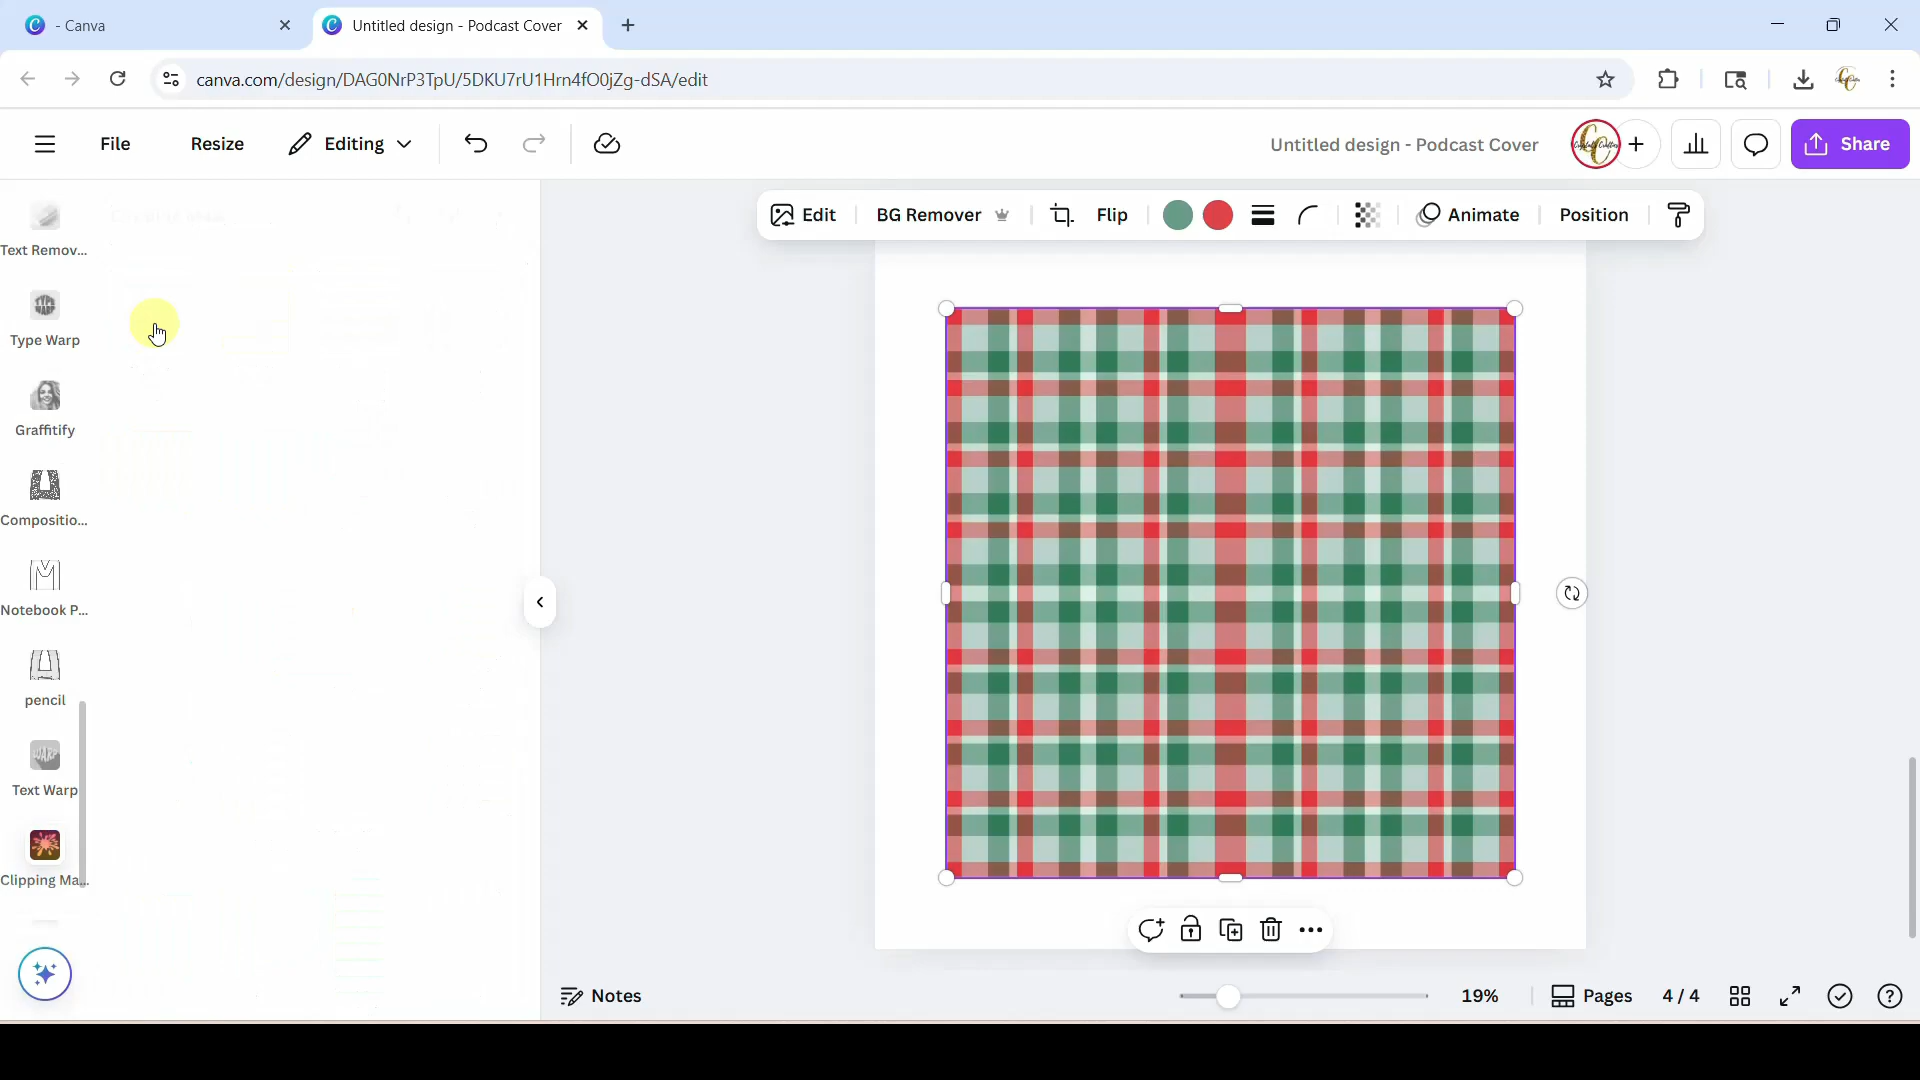 - Canva
Untitled design - Podcast Cover
canva.com/design/DAG0NrP3TpU/5DKU7rU1Hrn4fO0jZg-dSA/edit
File
Resize
Editing
Untitled design - Podcast Cover
Share
Edit
BG Remover
Flip
Animate
Position
Text Remov...
Type Warp
Graffitify
Compositio...
Notebook P...
pencil
Text Warp
Clipping Ma...
Notes
19%
Pages
4 / 4